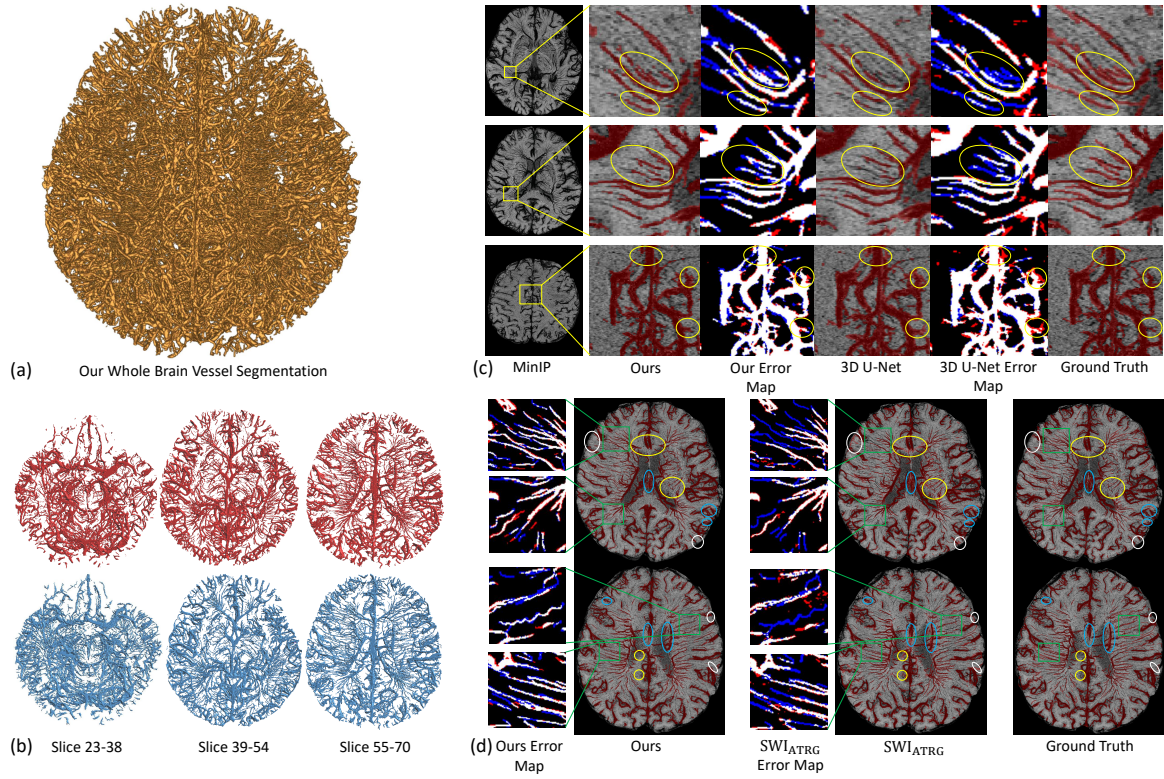 (a)
Our Whole Brain Vessel Segmentation
(b)
Slice 23-38
Slice 39-54
Slice 55-70
(c)
MinIP
Ours
Our Error
Map
3D U-Net
3D U-Net Error
Map
Ground Truth
(d)
Ours Error
Map
Ours
SWI_ATRG
Error Map
SWI_ATRG
Ground Truth